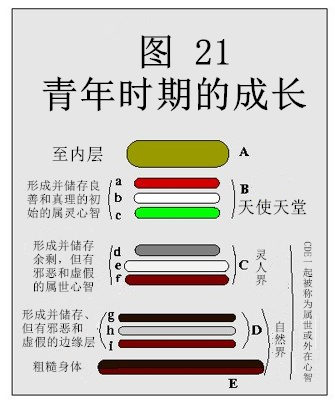 图 21
青年时期的成长
至内层
A
形成并储存良
善和真理的初
始的属灵心智
a
b
c
B
天使天堂
形成并储存
余剩，但有
邪恶和虚假
的属世心智
d
e
f
C
灵人界
CDE一起被称为属世或外在心智
形成并储存、
但有邪恶和
虚假的边缘层
g
h
i
D
自然界
粗糙身体
E